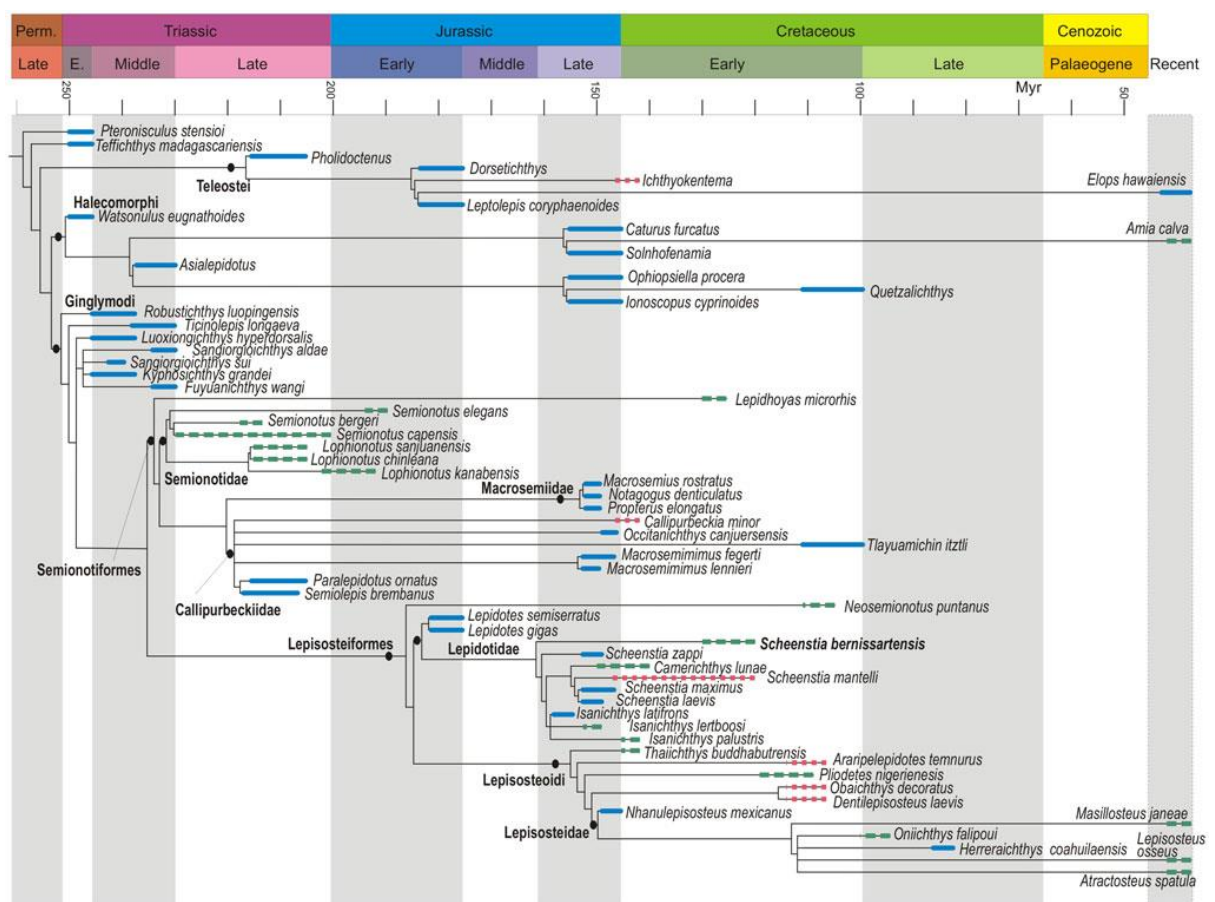 Perm. Triassic Jurassic Cretaceous Cenozoic
Late E. Middle Late Early Middle Late Early Late Palaeogene Recent
250 200 150 100 Myr 50
Pteronisculus stensioi
Teffichthys madagascariensis
Pholidoctenus
Teleostei
Dorsetichthys
Ichthyokentema
Elops hawaiensis
Leptolepis coryphaenoides
Halecomorphi
Watsonulus eugnathoides
Caturus furcatus
Amia calva
Solnhofenamia
Asialepidotus
Ophiopsiella procera
Quetzalichthys
Ionoscopus cyprinoides
Ginglymodi
Robustichthys luopingensis
Ticinolepis longaeva
Luoxiongichthys hyperdorsalis
Sangiorgioichthys aldae
Sangiorgioichthys sui
Kyphosichthys grandei
Fuyuanichthys wangi
Lepidhoyas microrhis
Semionotus elegans
Semionotus bergeri
Semionotus capensis
Lophionotus sanjuanensis
Lophionotus chinleana
Lophionotus kanabensis
Semionotidae
Macrosemiidae
Macrosemius rostratus
Notagogus denticulatus
Propterus elongatus
Callipurbeckia minor
Occitanichthys canjuersensis
Tlayuamichin itztli
Macrosemimimus fegerti
Macrosemimimus lennieri
Semionotiformes
Paralepidotus ornatus
Semiolepis brembanus
Callipurbeckiidae
Neosemionotus puntanus
Lepidotes semiserratus
Lepidotes gigas
Lepisosteiformes
Lepidotidae
Scheenstia bernissartensis
Scheenstia zappi
Camerichthys lunae
Scheenstia mantelli
Scheenstia maximus
Scheenstia laevis
Isanichthys latifrons
Isanichthys lertboosi
Isanichthys palustris
Thaiichthys buddhabutrensis
Lepisosteoidi
Araripelepidotes temnurus
Pliodetes nigerienesis
Obaichthys decoratus
Dentilepisosteus laevis
Nhanulepisosteus mexicanus
Lepisosteidae
Masillosteus janeae
Oniichthys falipoui
Herreraichthys coahuilaensis
Lepisosteus
osseus
Atractosteus spatula